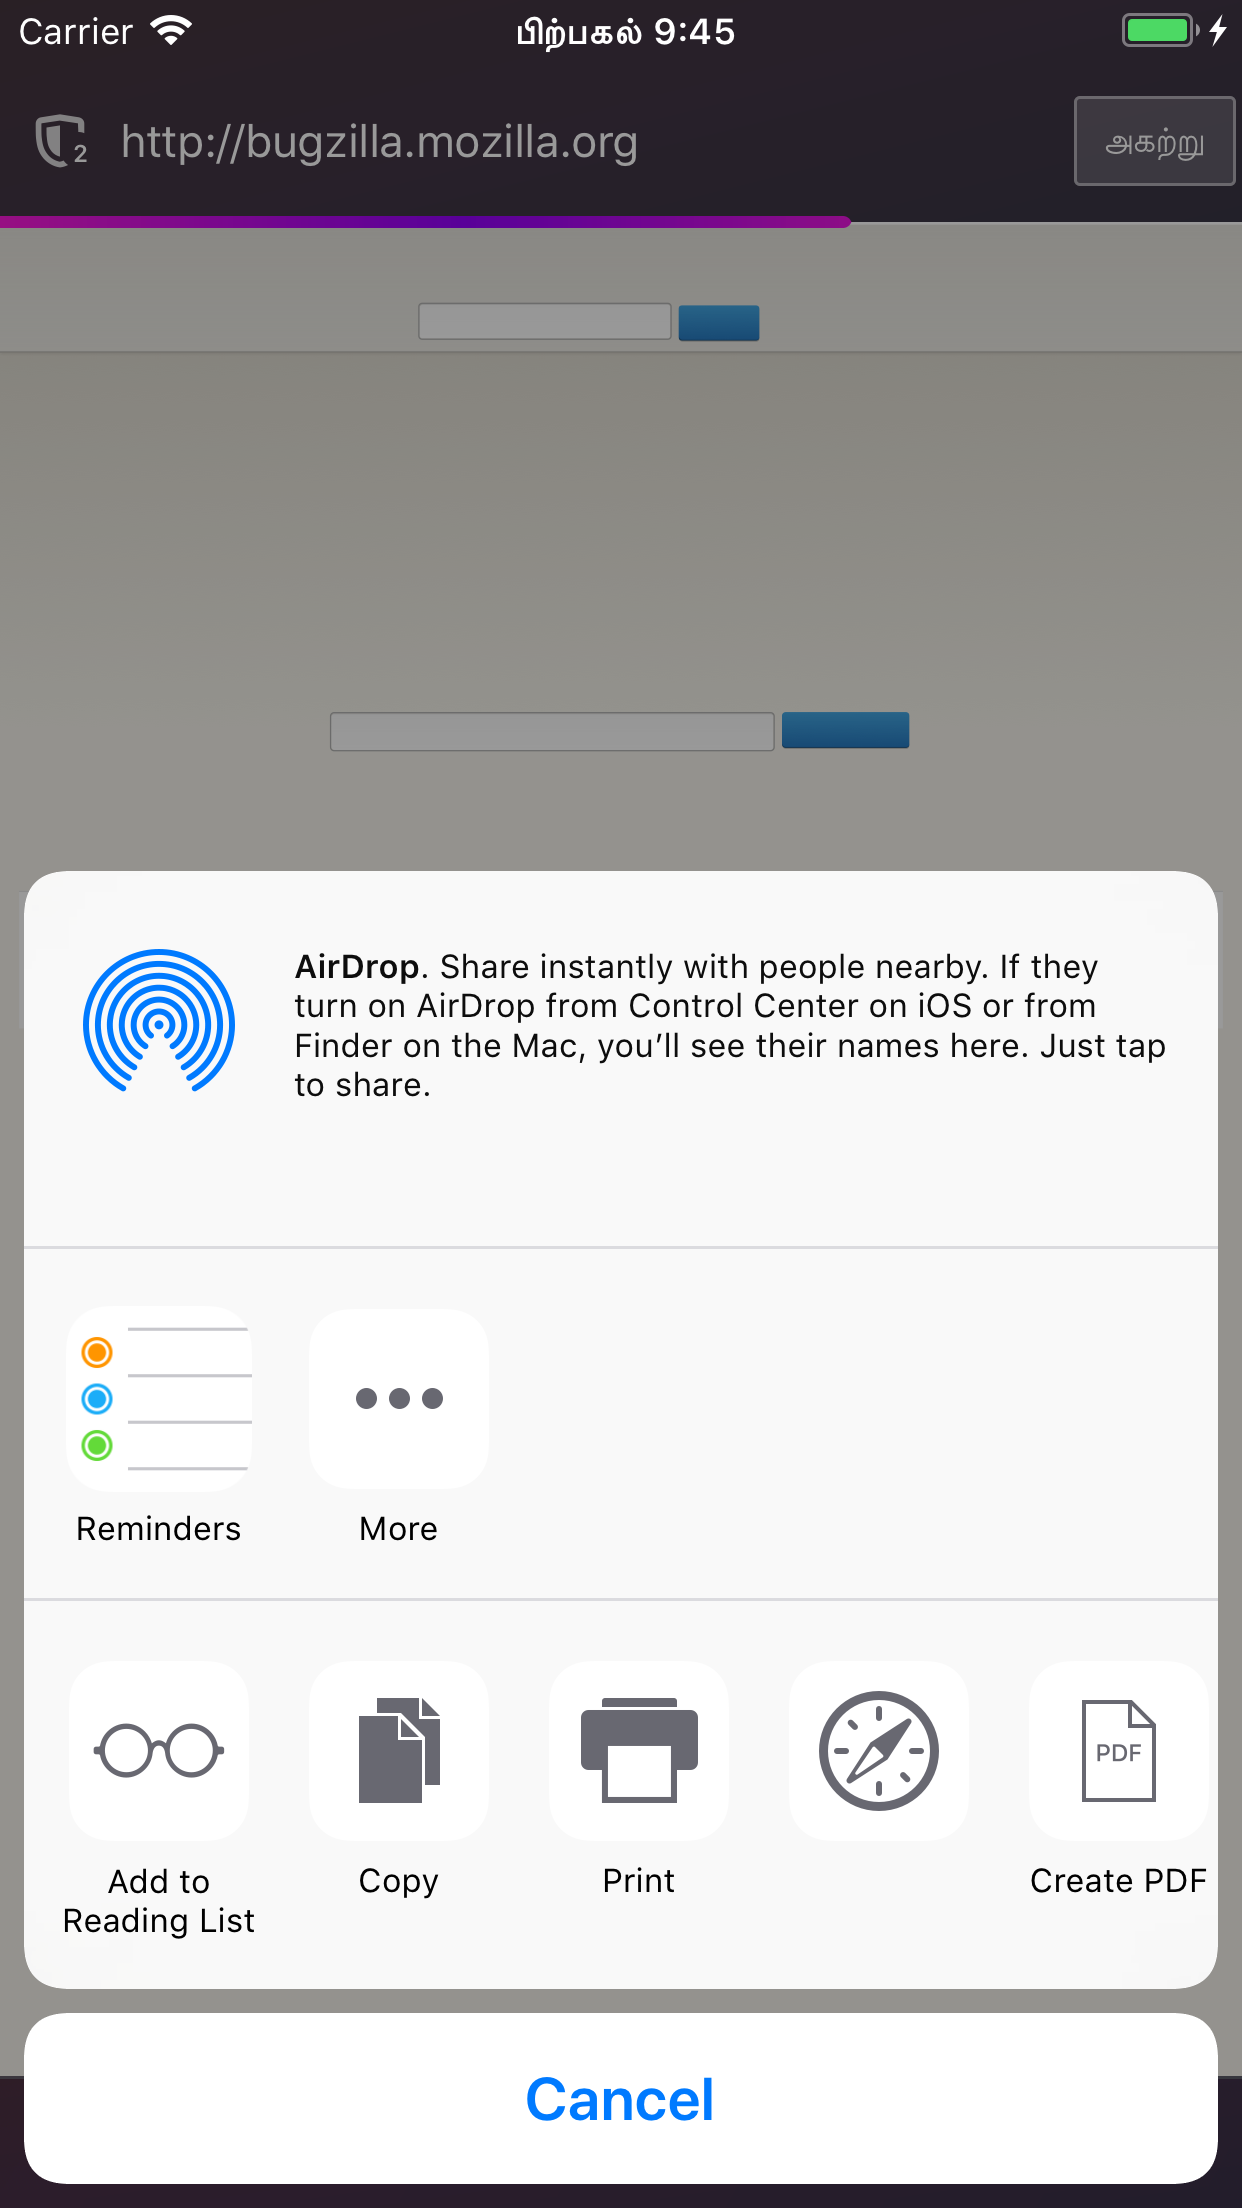 Carrier பிற்பகல் 9:45
2 http://bugzilla.mozilla.org அகற்று
AirDrop. Share instantly with people nearby. If they
turn on AirDrop from Control Center on iOS or from
Finder on the Mac, you’ll see their names here. Just tap
to share.
Reminders More
PDF
Add to
Reading List
Copy Print Create PDF
Cancel